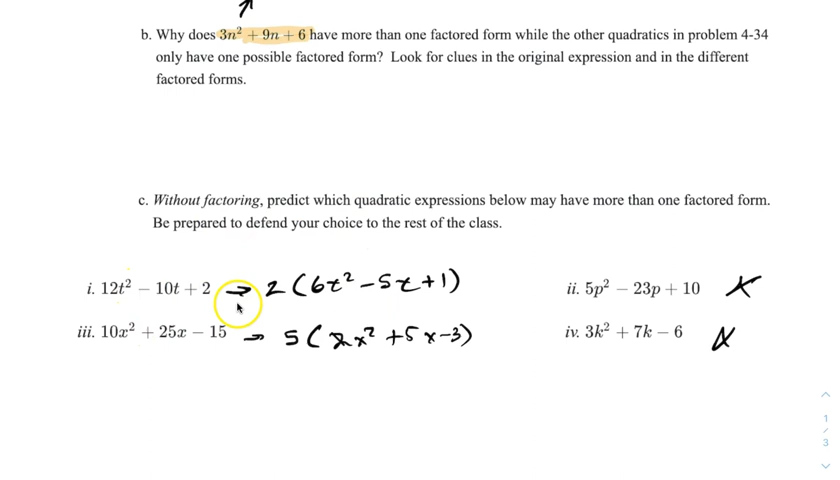 b. Why does 3n² + 9n + 6 have more than one factored form while the other quadratics in problem 4-34
only have one possible factored form? Look for clues in the original expression and in the different
factored forms.
c. Without factoring, predict which quadratic expressions below may have more than one factored form.
Be prepared to defend your choice to the rest of the class.
i. 12t² − 10t + 2 → 2 (6t² − 5t + 1)
ii. 5p² − 23p + 10 ×
iii. 10x² + 25x − 15 → 5 (2x² + 5x − 3)
iv. 3k² + 7k − 6 ×
1
/
3